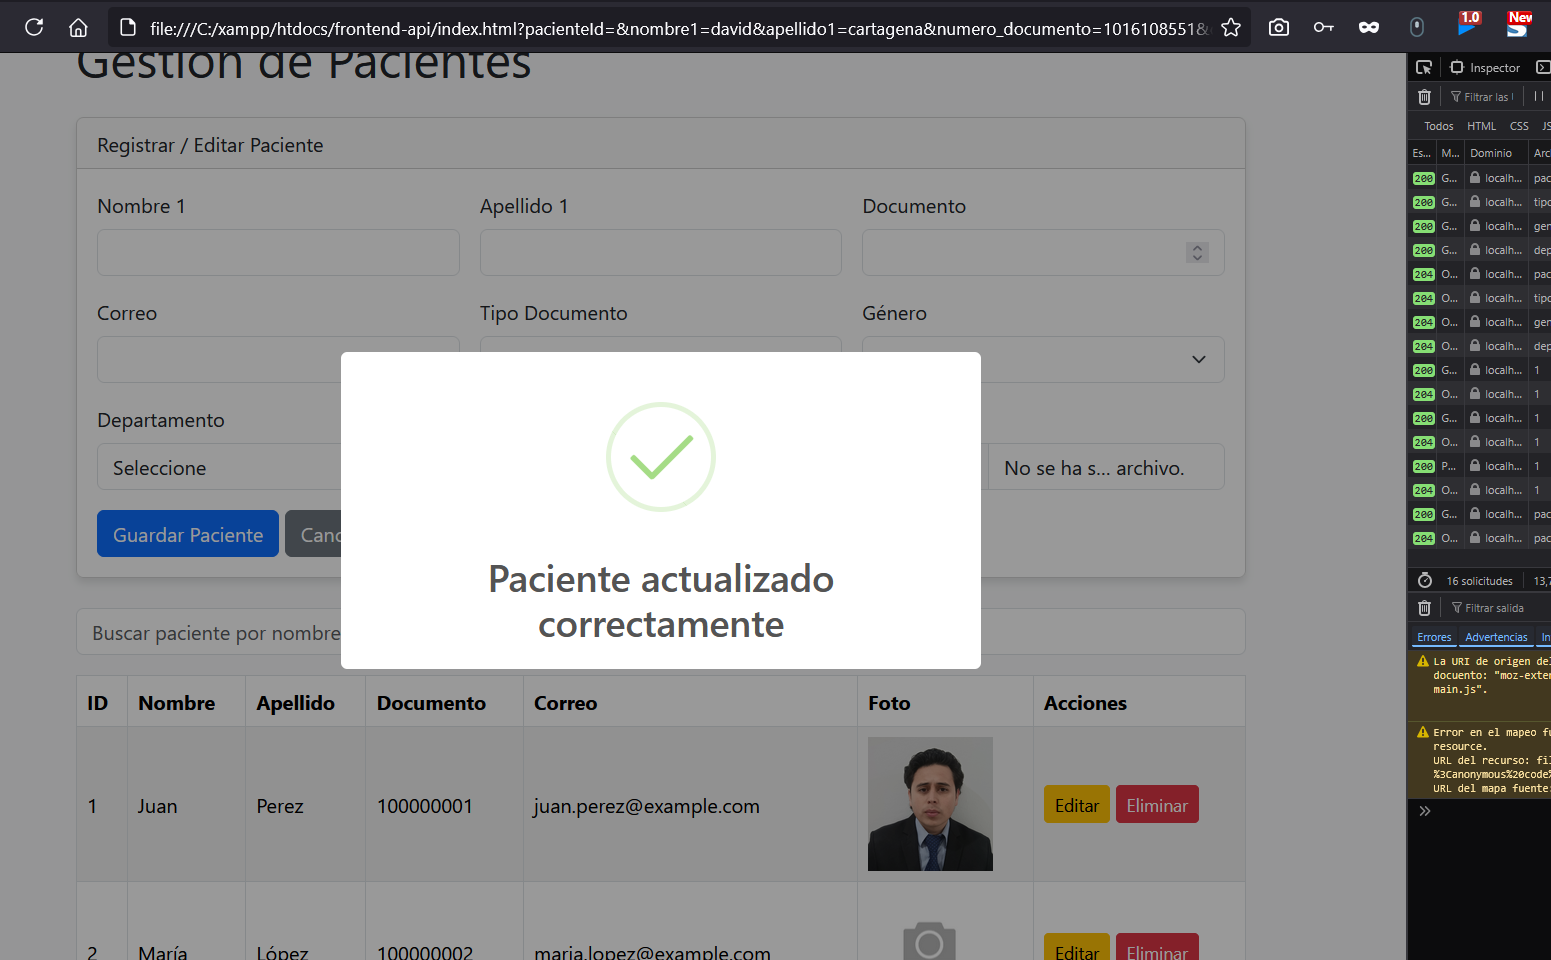 file:///C:/xampp/htdocs/frontend-api/index.html?pacienteId=&nombre1=david&apellido1=cartagena&numero_documento=1016108551&
1.0
New
Gestión de Pacientes
Registrar / Editar Paciente
Nombre 1
Apellido 1
Documento
Correo
Tipo Documento
Género
Departamento
Seleccione
No se ha s... archivo.
Guardar Paciente
Canc
Paciente actualizado
correctamente
Buscar paciente por nombre
ID Nombre Apellido Documento Correo Foto Acciones
1 Juan Perez 100000001 juan.perez@example.com Editar Eliminar
2 María López 100000002 maria.lopez@example.com Editar Eliminar
Inspector
Filtrar las
Todos HTML CSS JS
Es... M... Dominio Arc
200 G... localh... pac
200 G... localh... tipo
200 G... localh... gen
200 G... localh... dep
204 O... localh... pac
204 O... localh... tipo
204 O... localh... gen
204 O... localh... dep
200 G... localh... 1
204 O... localh... 1
200 G... localh... 1
204 O... localh... 1
200 P... localh... 1
204 O... localh... 1
200 G... localh... pac
204 O... localh... pac
16 solicitudes 13,7
Filtrar salida
Errores Advertencias In
La URI de origen del
docuento: "moz-exten
main.js".
Error en el mapeo fu
resource.
URL del recurso: fil
%3Canonymous%20code%
URL del mapa fuente: